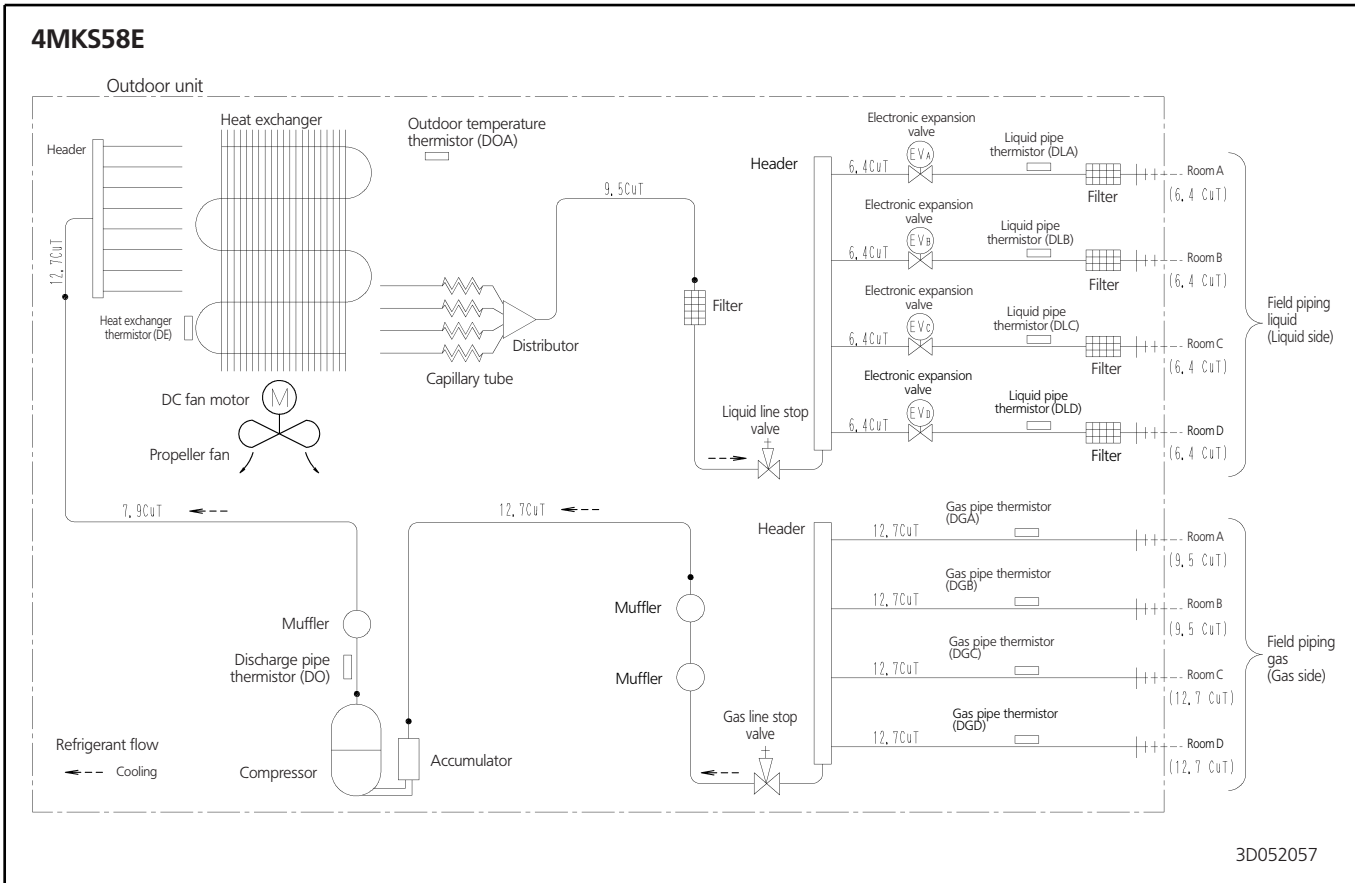 4MKS58E
Outdoor unit
Header
Heat exchanger
Outdoor temperature
thermistor (DOA)
12.7CuT
Heat exchanger
thermistor (DE)
DC fan motor
M
Propeller fan
Capillary tube
Distributor
9.5CuT
Filter
Liquid line stop
valve
Header
Electronic expansion
valve
EVA
6.4CuT
Liquid pipe
thermistor (DLA)
Filter
Room A
(6.4 CuT)
Electronic expansion
valve
EVB
6.4CuT
Liquid pipe
thermistor (DLB)
Filter
Room B
(6.4 CuT)
Electronic expansion
valve
EVC
6.4CuT
Liquid pipe
thermistor (DLC)
Filter
Room C
(6.4 CuT)
Electronic expansion
valve
EVD
6.4CuT
Liquid pipe
thermistor (DLD)
Filter
Room D
(6.4 CuT)
Field piping
liquid
(Liquid side)
7.9CuT
Muffler
Discharge pipe
thermistor (DO)
Compressor
Accumulator
12.7CuT
Muffler
Muffler
Gas line stop
valve
Header
12.7CuT
Gas pipe thermistor
(DGA)
Room A
(9.5 CuT)
12.7CuT
Gas pipe thermistor
(DGB)
Room B
(9.5 CuT)
12.7CuT
Gas pipe thermistor
(DGC)
Room C
(12.7 CuT)
12.7CuT
Gas pipe thermistor
(DGD)
Room D
(12.7 CuT)
Field piping
gas
(Gas side)
Refrigerant flow
Cooling
3D052057